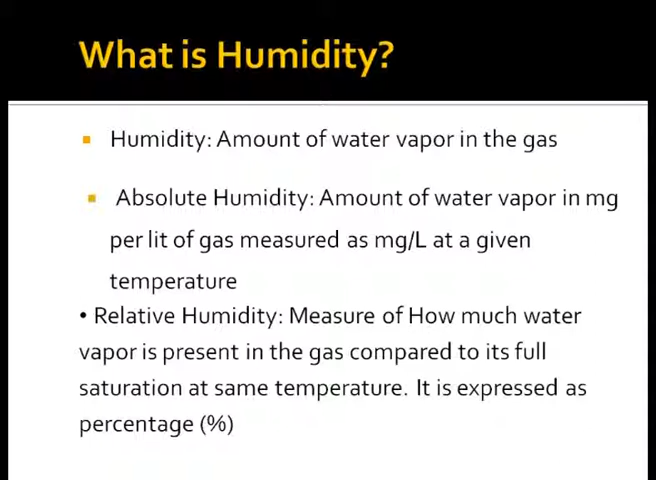 What is Humidity?
Humidity: Amount of water vapor in the gas
Absolute Humidity: Amount of water vapor in mg
per lit of gas measured as mg/L at a given
temperature
• Relative Humidity: Measure of How much water
vapor is present in the gas compared to its full
saturation at same temperature. It is expressed as
percentage (%)